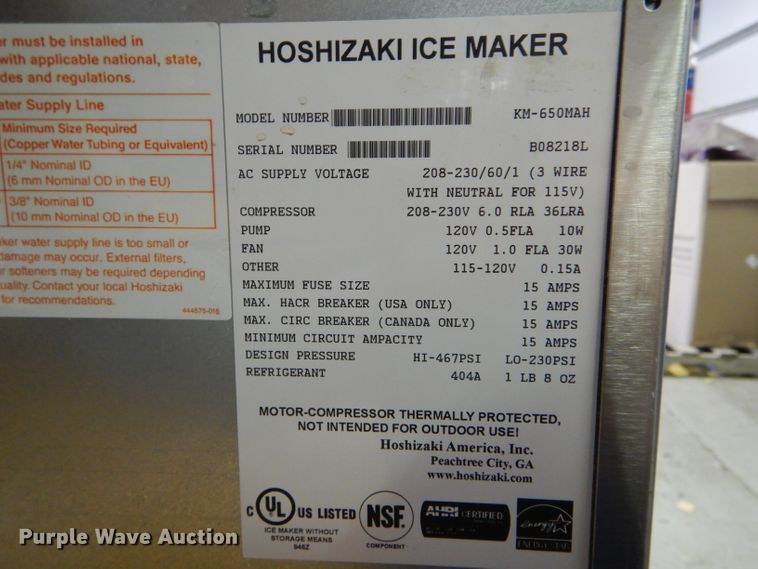 r must be installed in
with applicable national, state,
des and regulations.
ater Supply Line
Minimum Size Required
(Copper Water Tubing or Equivalent)
1/4" Nominal ID
(6 mm Nominal OD in the EU)
3/8" Nominal ID
(10 mm Nominal OD in the EU)
ker water supply line is too small or
damage may occur. External filters,
r softeners may be required depending
uality. Contact your local Hoshizaki
for recommendations.
444575-01
HOSHIZAKI ICE MAKER
MODEL NUMBER KM-650MAH
SERIAL NUMBER B08218L
AC SUPPLY VOLTAGE 208-230/60/1 (3 WIRE
WITH NEUTRAL FOR 115V)
COMPRESSOR 208-230V 6.0 RLA 36LRA
PUMP 120V 0.5FLA 10W
FAN 120V 1.0 FLA 30W
OTHER 115-120V 0.15A
MAXIMUM FUSE SIZE 15 AMPS
MAX. HACR BREAKER (USA ONLY) 15 AMPS
MAX. CIRC BREAKER (CANADA ONLY) 15 AMPS
MINIMUM CIRCUIT AMPACITY 15 AMPS
DESIGN PRESSURE HI-467PSI LO-230PSI
REFRIGERANT 404A 1 LB 8 OZ
MOTOR-COMPRESSOR THERMALLY PROTECTED,
NOT INTENDED FOR OUTDOOR USE!
Hoshizaki America, Inc.
Peachtree City, GA
www.hoshizaki.com
C UL US LISTED
ICE MAKER WITHOUT
STORAGE MEANS
946Z
NSF.
COMPONENT
AHRI CERTIFIED
energy
ENERGY STAR
Purple Wave Auction